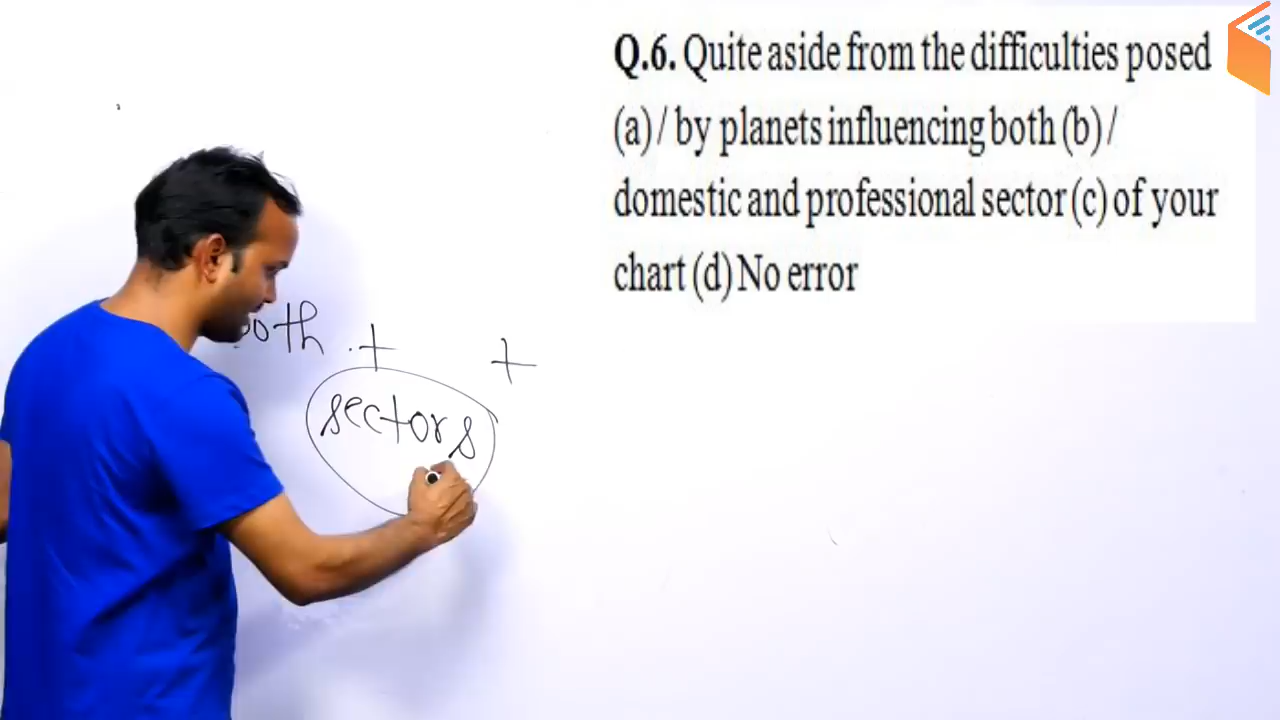 Q.6. Quite aside from the difficulties posed
(a) / by planets influencing both (b) /
domestic and professional sector (c) of your
chart (d) No error
both + +
sectors